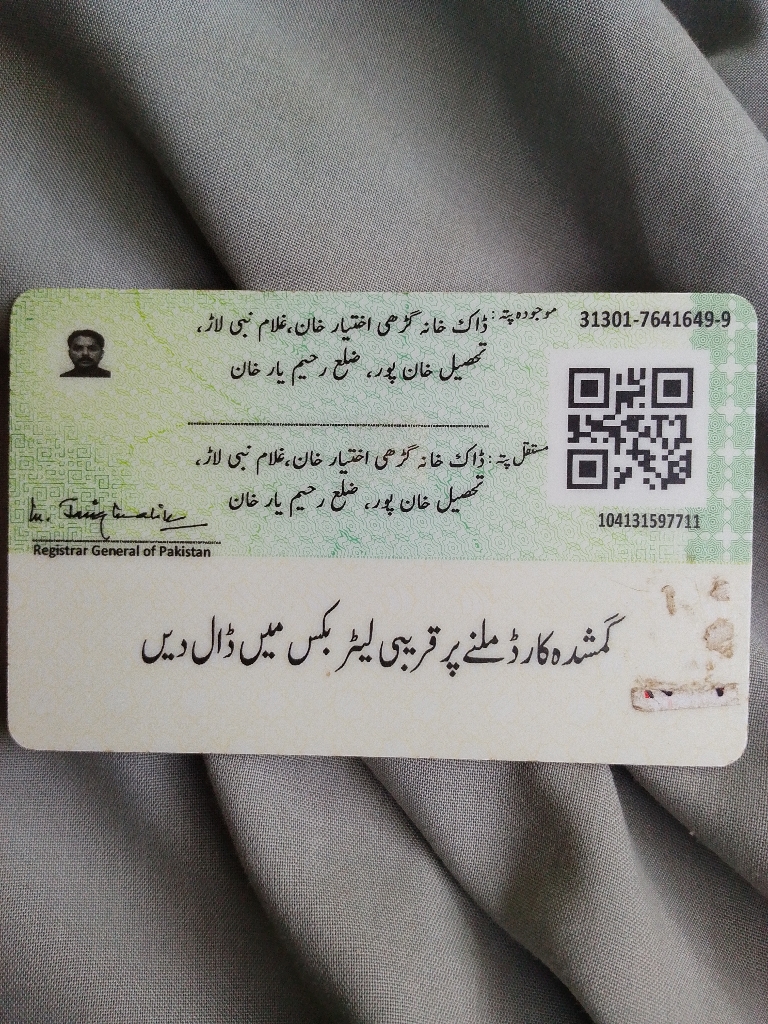 موجودہ پتہ: ڈاک خانہ گڑھی اختیار خان، غلام نبی لاڑ،
تحصیل خان پور، ضلع رحیم یار خان
31301-7641649-9
مستقل پتہ: ڈاک خانہ گڑھی اختیار خان، غلام نبی لاڑ،
تحصیل خان پور، ضلع رحیم یار خان
104131597711
Registrar General of Pakistan
گمشدہ کارڈ ملنے پر قریبی لیٹر بکس میں ڈال دیں